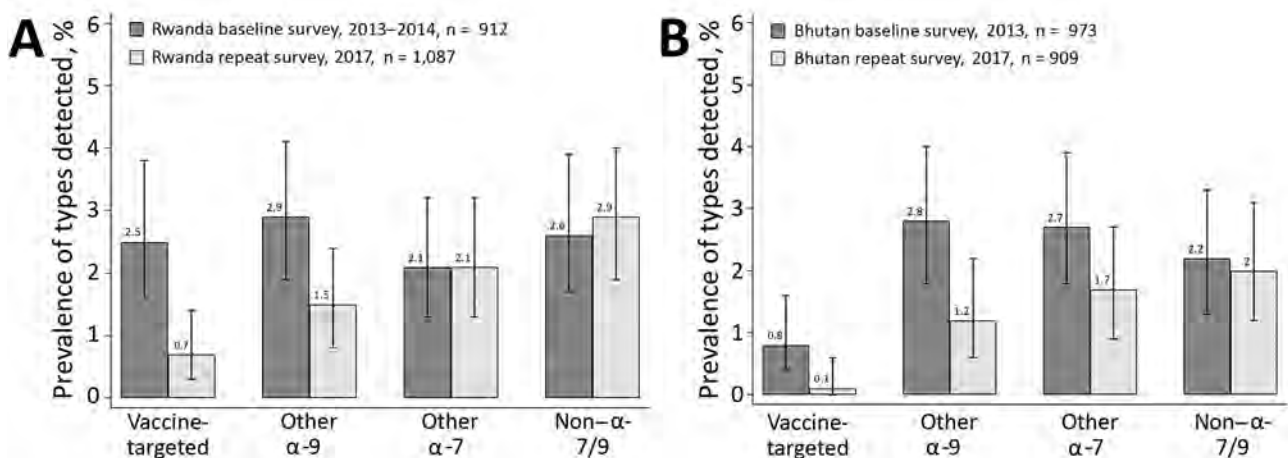 A
Prevalence of types detected, %
6
5
4
3
2
1
0
Rwanda baseline survey, 2013–2014, n = 912
Rwanda repeat survey, 2017, n = 1,087
2.5
0.7
2.9
1.5
2.1
2.1
2.6
2.9
Vaccine-
targeted
Other
α-9
Other
α-7
Non–α-
7/9
B
Prevalence of types detected, %
6
5
4
3
2
1
0
Bhutan baseline survey, 2013, n = 973
Bhutan repeat survey, 2017, n = 909
0.8
0.1
2.8
1.2
2.7
1.7
2.2
2
Vaccine-
targeted
Other
α-9
Other
α-7
Non–α-
7/9